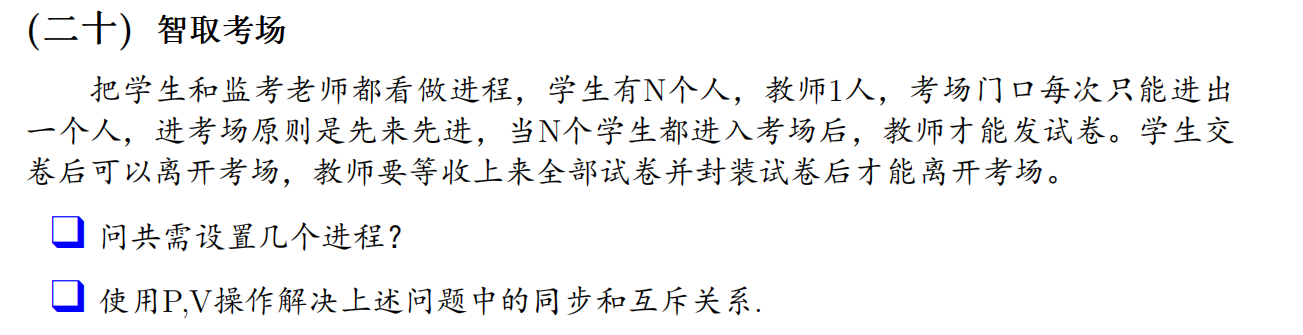 (二十) 智取考场
把学生和监考老师都看做进程，学生有N个人，教师1人，考场门口每次只能进出
一个人，进考场原则是先来先进，当N个学生都进入考场后，教师才能发试卷。学生交
卷后可以离开考场，教师要等收上来全部试卷并封装试卷后才能离开考场。
问共需设置几个进程？
使用P,V操作解决上述问题中的同步和互斥关系.